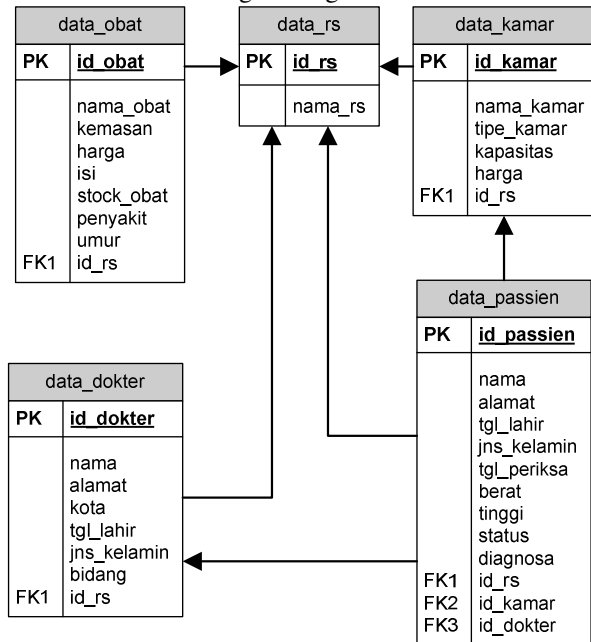 data_obat
PK id_obat
nama_obat
kemasan
harga
isi
stock_obat
penyakit
umur
FK1 id_rs
data_rs
PK id_rs
nama_rs
data_kamar
PK id_kamar
nama_kamar
tipe_kamar
kapasitas
harga
FK1 id_rs
data_dokter
PK id_dokter
nama
alamat
kota
tgl_lahir
jns_kelamin
bidang
FK1 id_rs
data_passien
PK id_passien
nama
alamat
tgl_lahir
jns_kelamin
tgl_periksa
berat
tinggi
status
diagnosa
FK1 id_rs
FK2 id_kamar
FK3 id_dokter